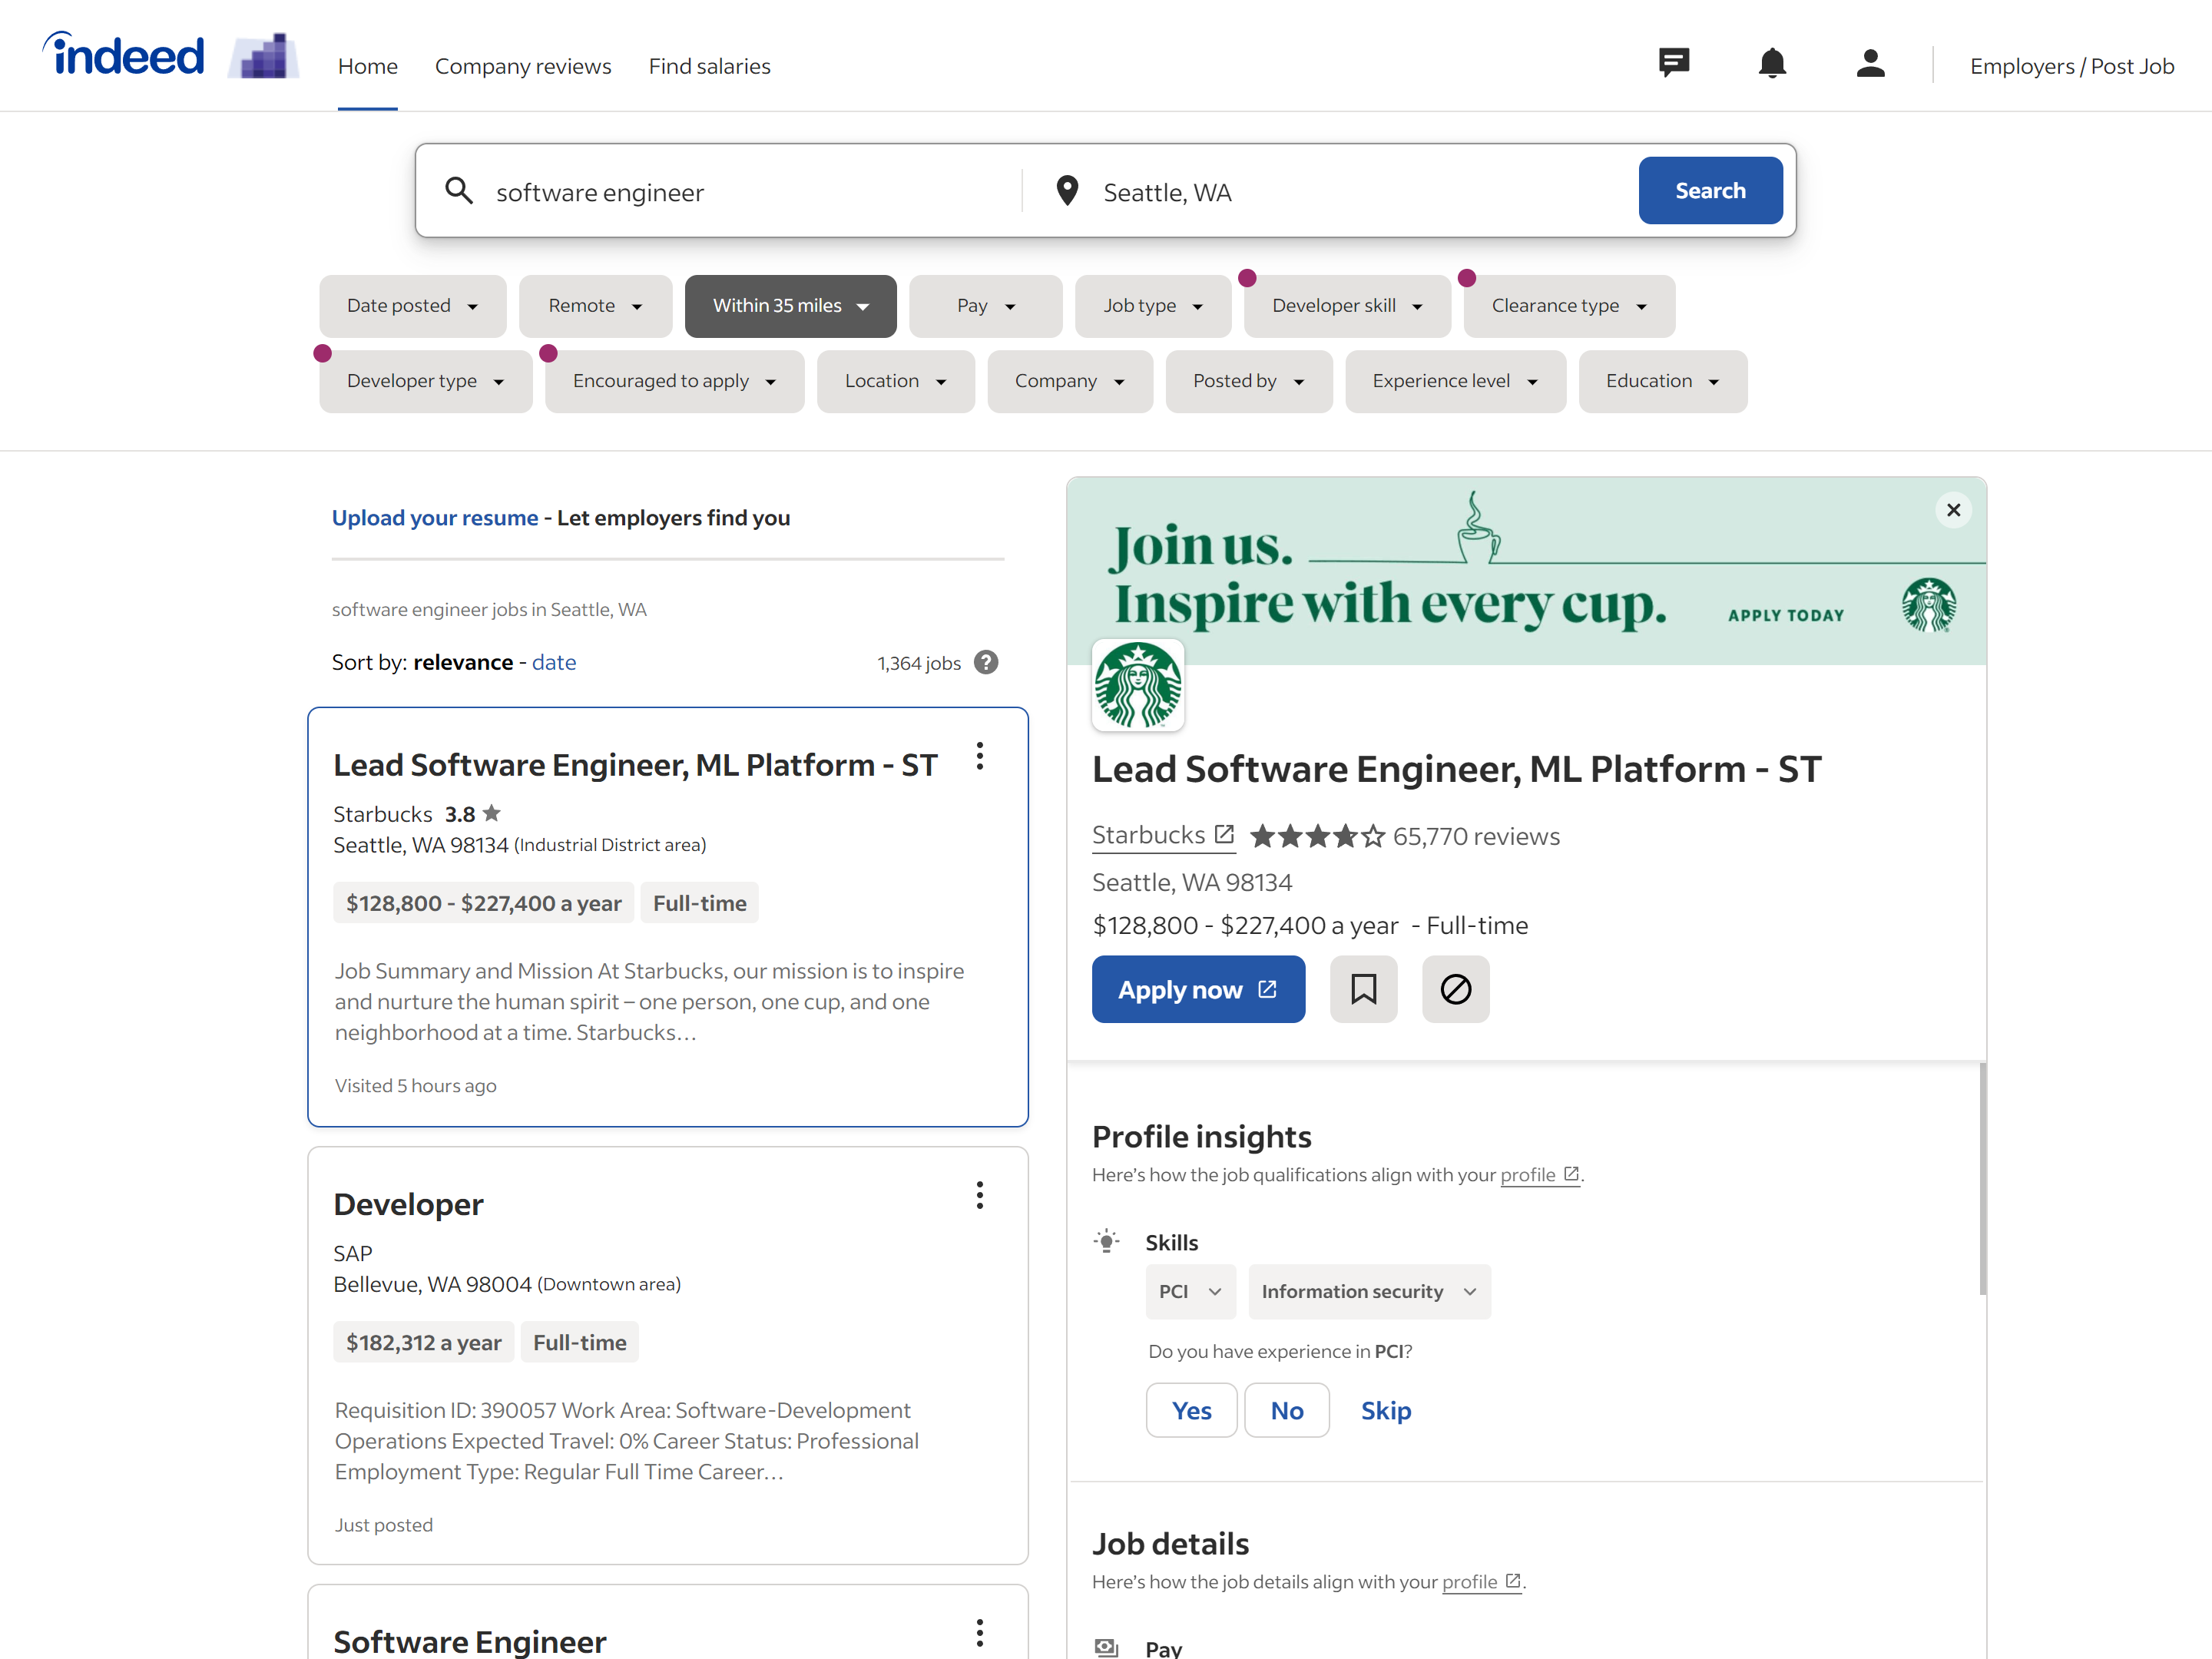 indeed
Home Company reviews Find salaries Employers / Post Job
software engineer Seattle, WA Search
Date posted Remote Within 35 miles Pay Job type Developer skill Clearance type
Developer type Encouraged to apply Location Company Posted by Experience level Education
Upload your resume - Let employers find you
software engineer jobs in Seattle, WA
Sort by: relevance - date 1,364 jobs ?
Lead Software Engineer, ML Platform - ST
Starbucks 3.8
Seattle, WA 98134 (Industrial District area)
$128,800 - $227,400 a year Full-time
Job Summary and Mission At Starbucks, our mission is to inspire
and nurture the human spirit – one person, one cup, and one
neighborhood at a time. Starbucks…
Visited 5 hours ago
Developer
SAP
Bellevue, WA 98004 (Downtown area)
$182,312 a year Full-time
Requisition ID: 390057 Work Area: Software-Development
Operations Expected Travel: 0% Career Status: Professional
Employment Type: Regular Full Time Career…
Just posted
Software Engineer
Join us.
Inspire with every cup.
APPLY TODAY
Lead Software Engineer, ML Platform - ST
Starbucks 65,770 reviews
Seattle, WA 98134
$128,800 - $227,400 a year - Full-time
Apply now
Profile insights
Here's how the job qualifications align with your profile.
Skills
PCI Information security
Do you have experience in PCI?
Yes No Skip
Job details
Here's how the job details align with your profile.
Pay